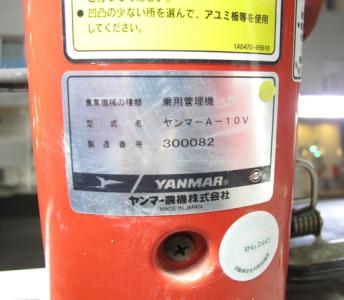 凹凸の少ない所を選んで、アユミ板等を使用
してください。
1A6470-65610
農業機械の種類 乗用管理機
型式名 ヤンマーA-10V
製造番号 300082
YANMAR
ヤンマー農機株式会社
MADE IN JAPAN